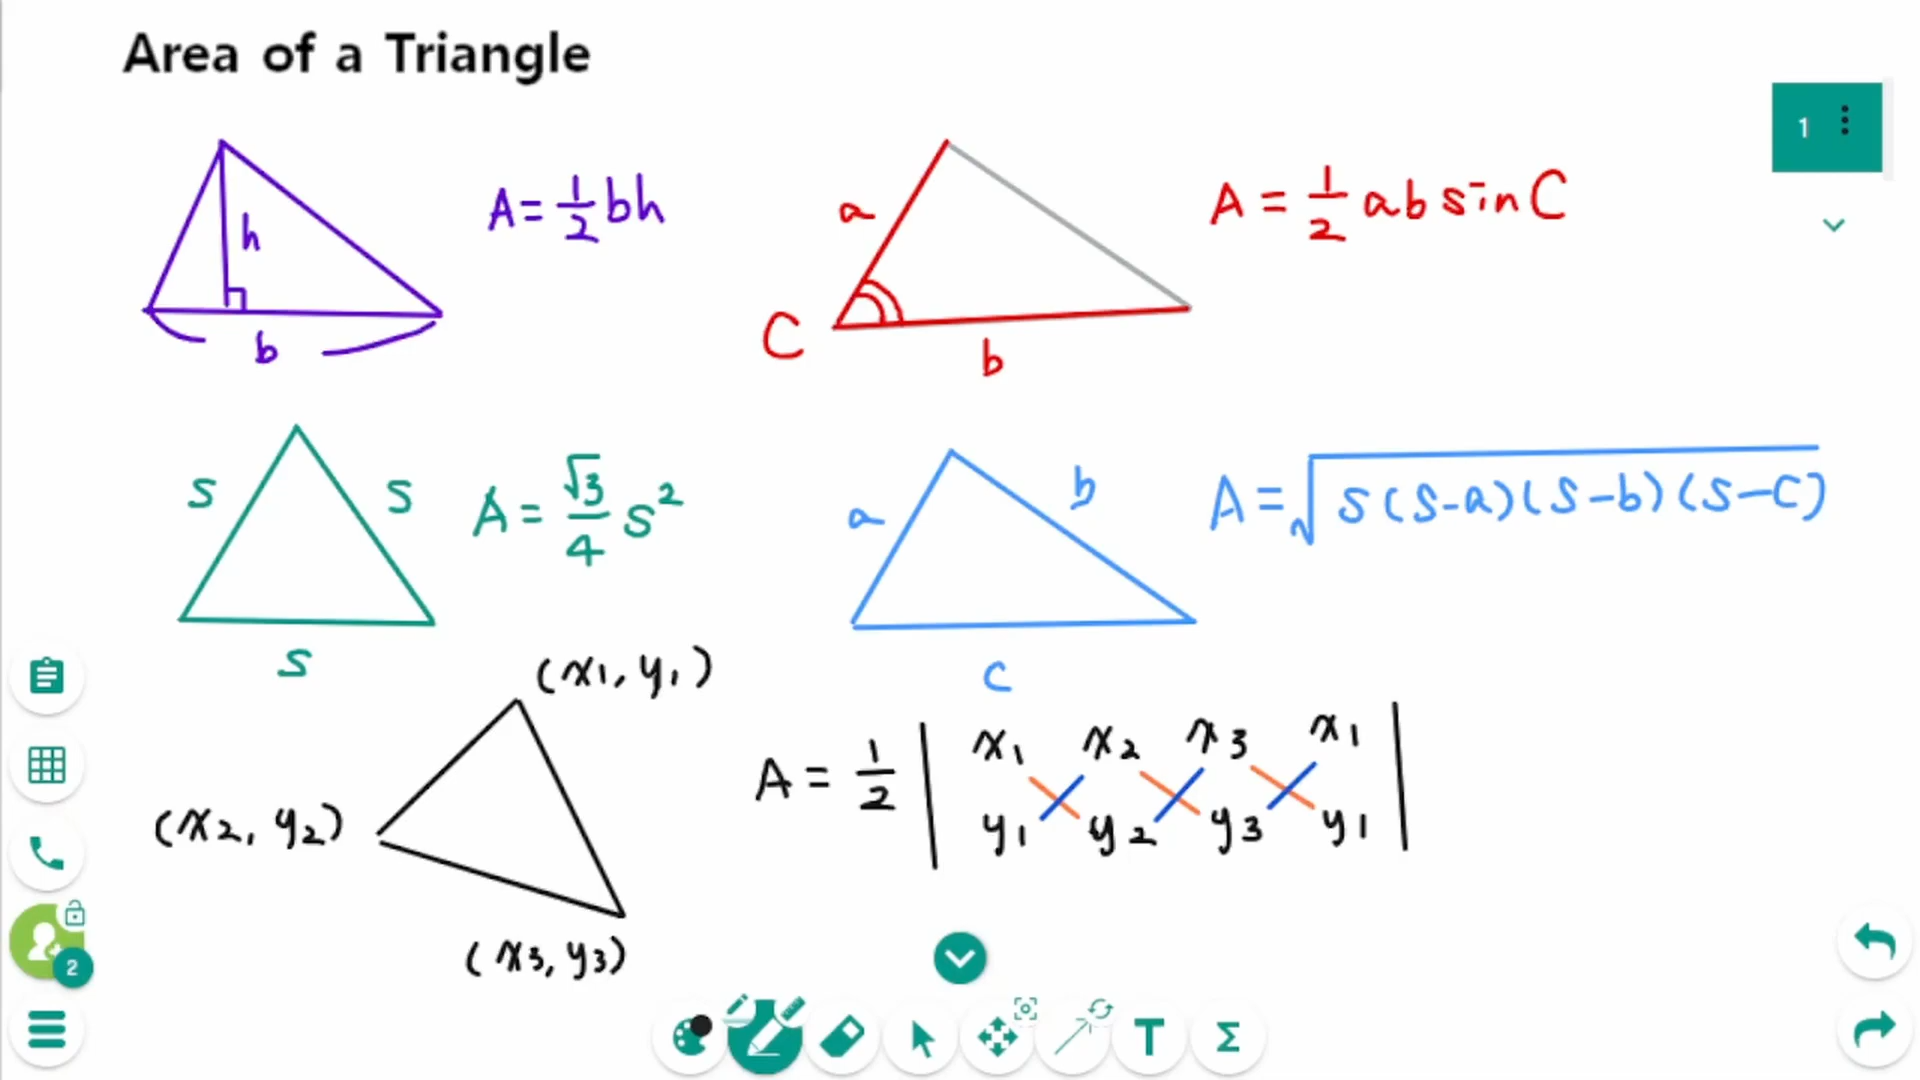 Area of a Triangle
1
h
b
A = 1/2 bh
a
C
b
A = 1/2 ab sin C
s
s
s
A = √3/4 s²
a
b
c
A = √s(s-a)(s-b)(s-c)
(x1, y1)
(x2, y2)
(x3, y3)
A = 1/2 | x1 x2 x3 x1
y1 y2 y3 y1 |
2
T
Σ